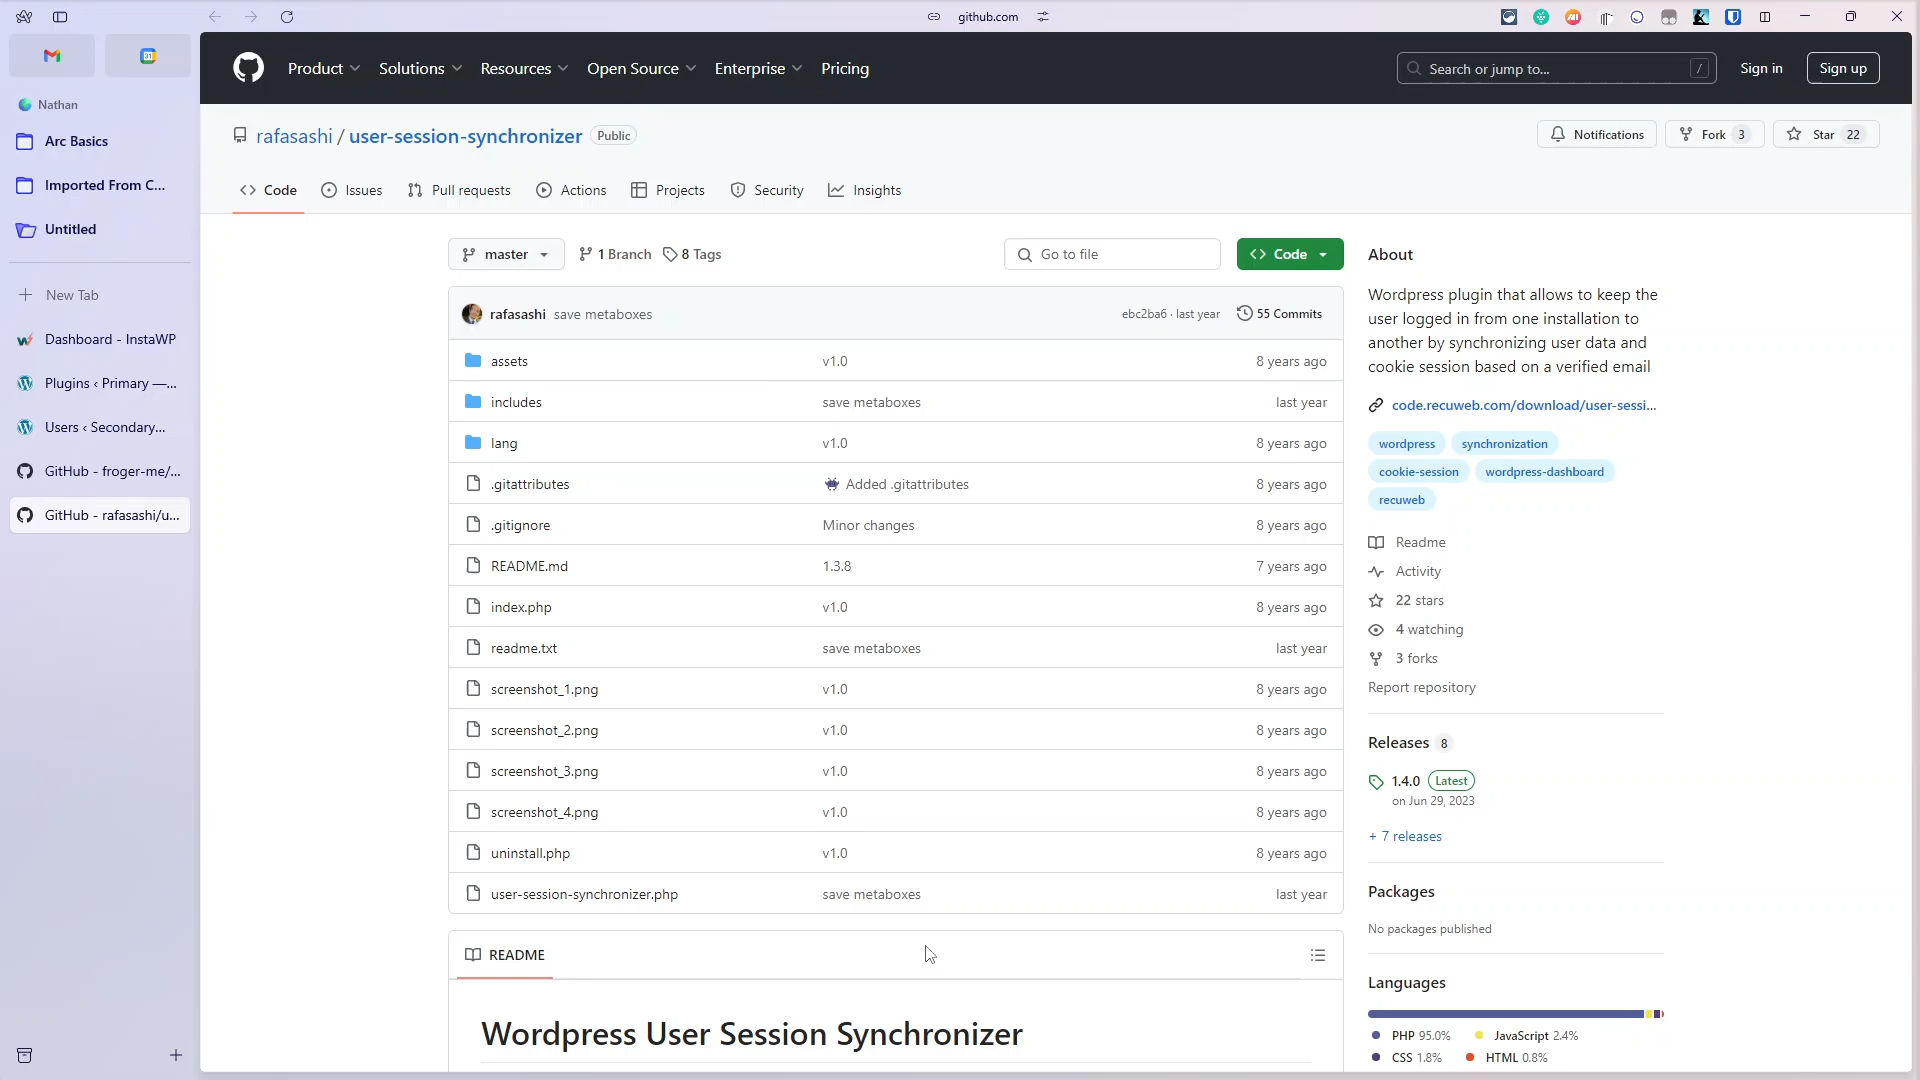 github.com
Nathan
Arc Basics
Imported From C...
Untitled
New Tab
Dashboard - InstaWP
Plugins ‹ Primary —...
Users ‹ Secondary...
GitHub - froger-me/...
GitHub - rafasashi/u...
Product
Solutions
Resources
Open Source
Enterprise
Pricing
Search or jump to...
/
Sign in
Sign up
rafasashi / user-session-synchronizer
Public
Notifications
Fork 3
Star 22
Code
Issues
Pull requests
Actions
Projects
Security
Insights
master
1 Branch
8 Tags
Go to file
Code
rafasashi save metaboxes ebc2ba6 · last year 55 Commits
assets v1.0 8 years ago
includes save metaboxes last year
lang v1.0 8 years ago
.gitattributes Added .gitattributes 8 years ago
.gitignore Minor changes 8 years ago
README.md 1.3.8 7 years ago
index.php v1.0 8 years ago
readme.txt save metaboxes last year
screenshot_1.png v1.0 8 years ago
screenshot_2.png v1.0 8 years ago
screenshot_3.png v1.0 8 years ago
screenshot_4.png v1.0 8 years ago
uninstall.php v1.0 8 years ago
user-session-synchronizer.php save metaboxes last year
README
Wordpress User Session Synchronizer
About
Wordpress plugin that allows to keep the
user logged in from one installation to
another by synchronizing user data and
cookie session based on a verified email
code.recuweb.com/download/user-sessi...
wordpress synchronization
cookie-session wordpress-dashboard
recuweb
Readme
Activity
22 stars
4 watching
3 forks
Report repository
Releases 8
1.4.0 Latest
on Jun 29, 2023
+ 7 releases
Packages
No packages published
Languages
PHP 95.0% JavaScript 2.4%
CSS 1.8% HTML 0.8%